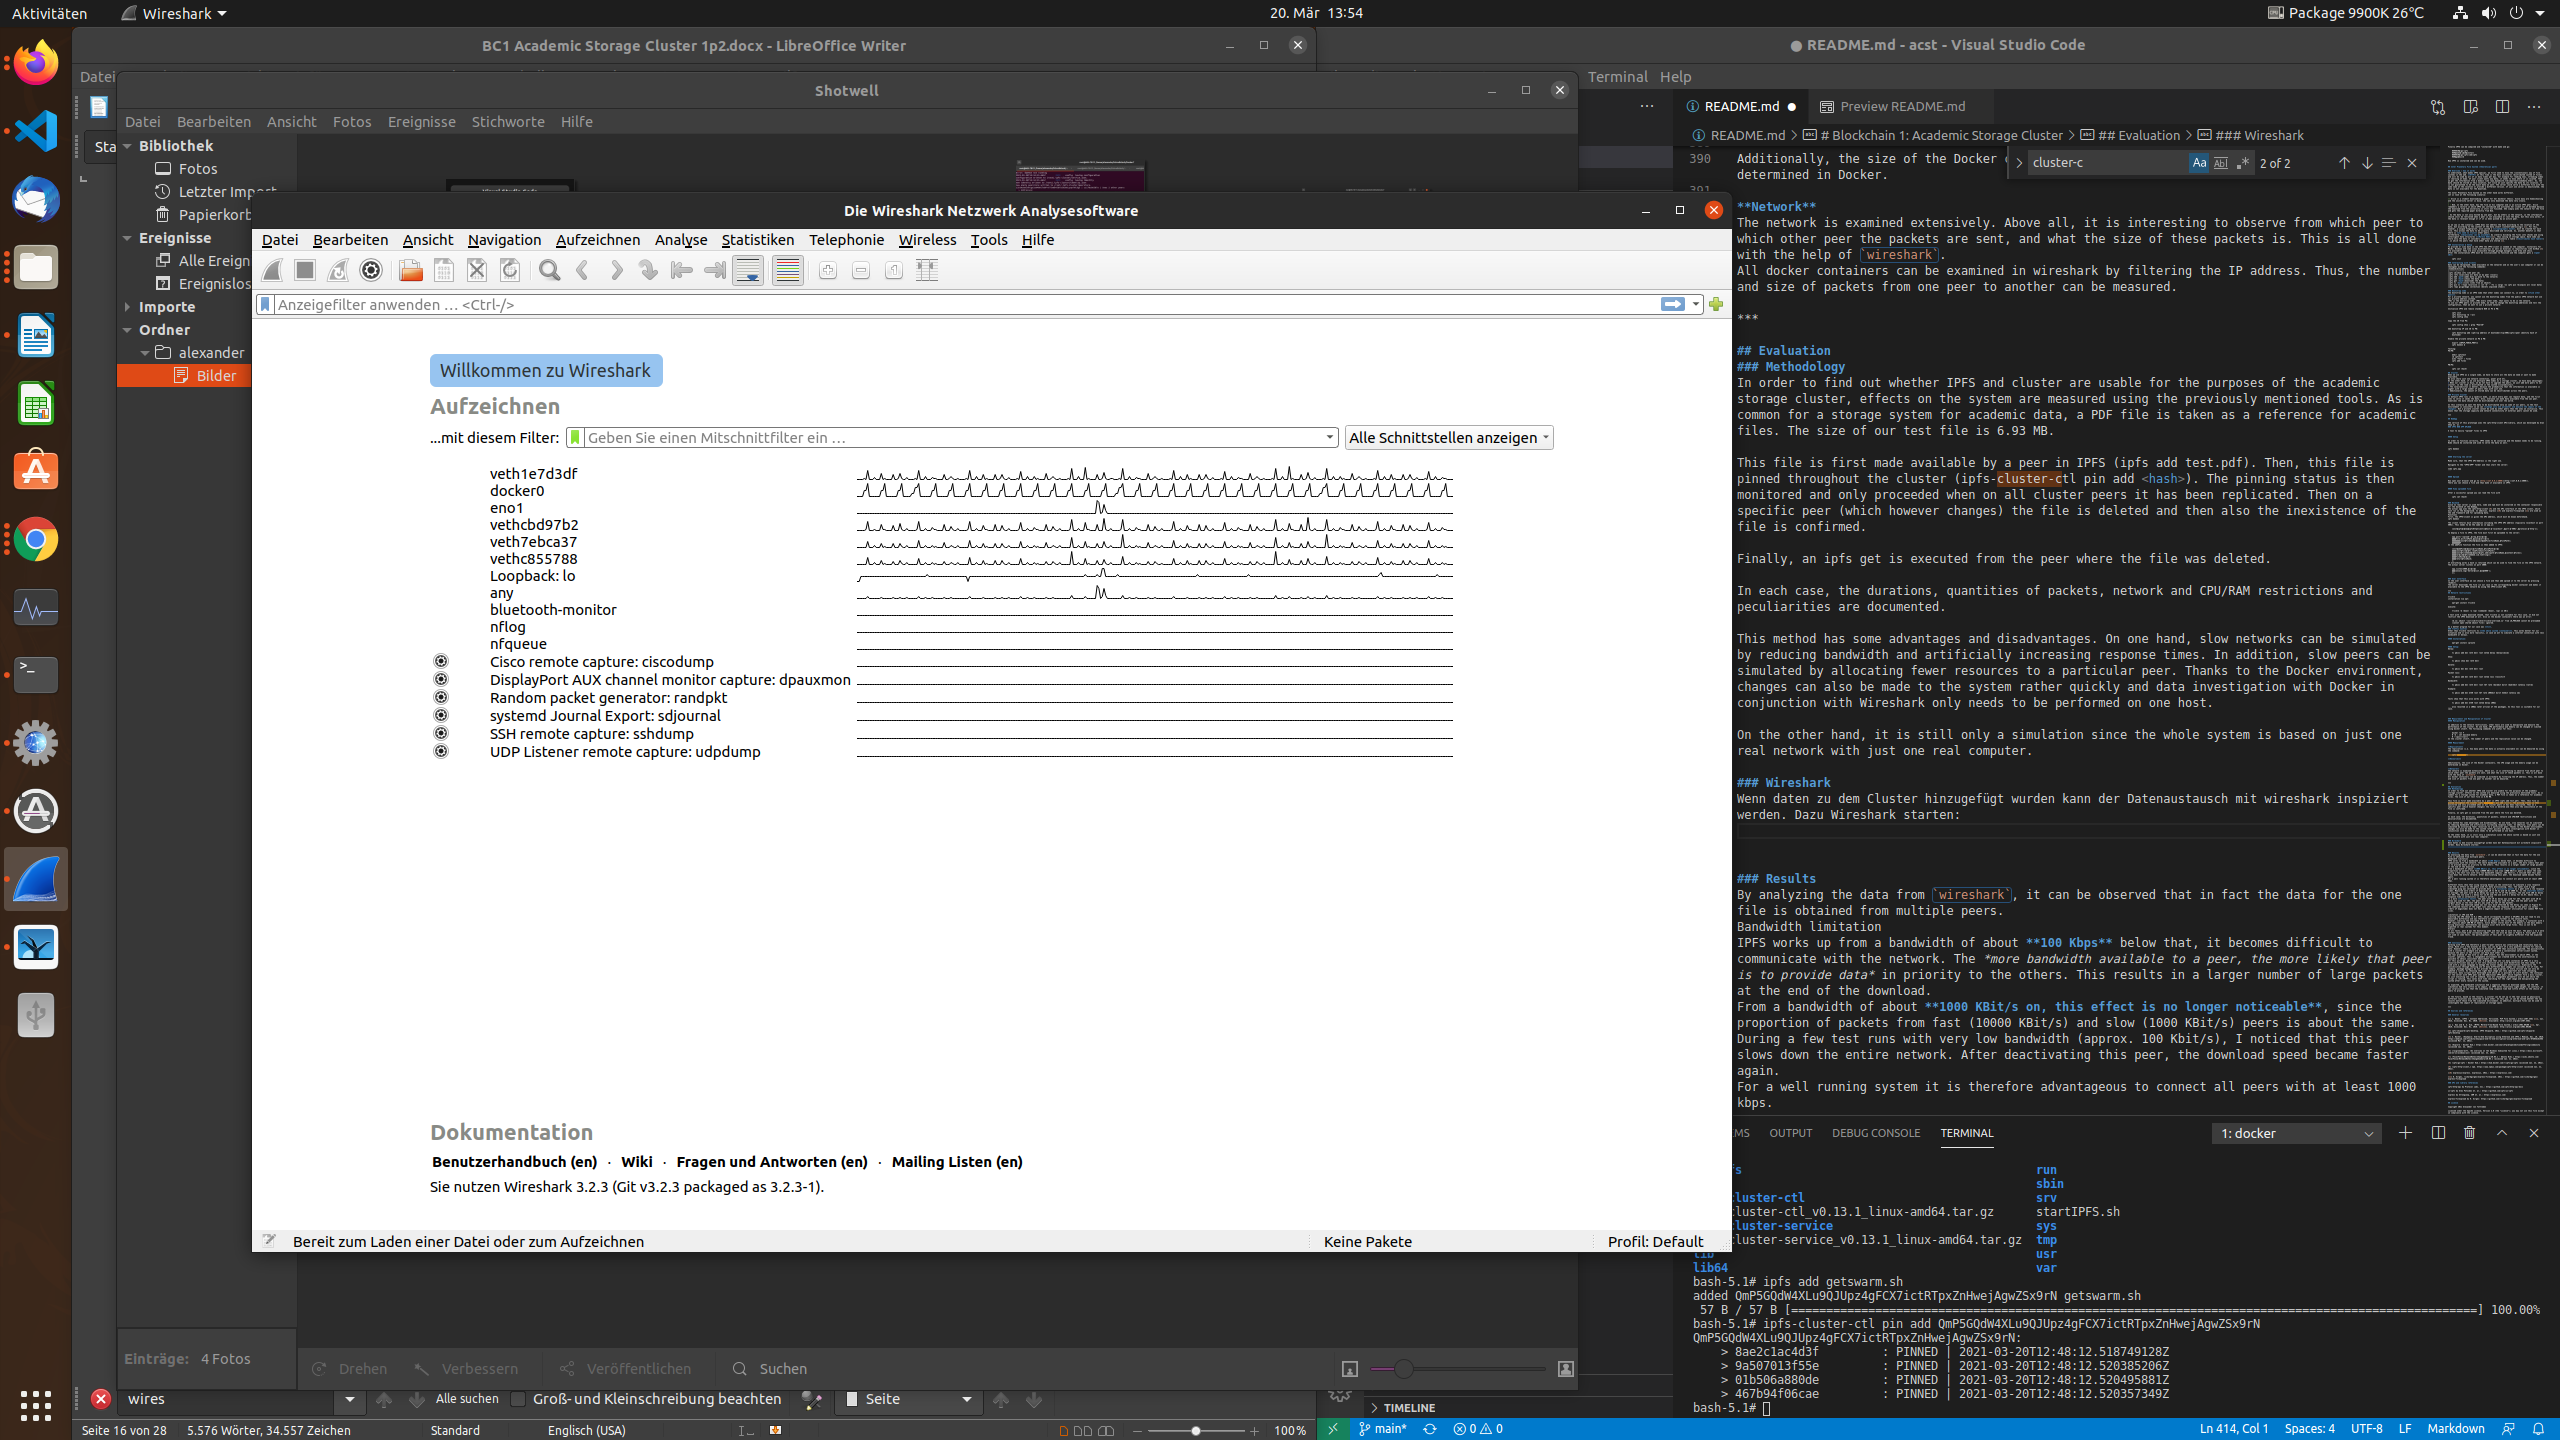 Aktivitäten
Wireshark
20. Mär 13:54
Package 9900K 26°C
BC1 Academic Storage Cluster 1p2.docx - LibreOffice Writer
Datei
Sta
Shotwell
Datei Bearbeiten Ansicht Fotos Ereignisse Stichworte Hilfe
Bibliothek
Fotos
Letzter Import
Papierkorb
Ereignisse
Alle Ereign
Ereignislos
Importe
Ordner
alexander
Bilder
Einträge: 4 Fotos
Drehen Verbessern Veröffentlichen Suchen
Die Wireshark Netzwerk Analysesoftware
Datei Bearbeiten Ansicht Navigation Aufzeichnen Analyse Statistiken Telephonie Wireless Tools Hilfe
Anzeigefilter anwenden … <Ctrl-/>
Willkommen zu Wireshark
Aufzeichnen
…mit diesem Filter: Geben Sie einen Mitschnittfilter ein … Alle Schnittstellen anzeigen
veth1e7d3df
docker0
eno1
vethcbd97b2
veth7ebca37
vethc855788
Loopback: lo
any
bluetooth-monitor
nflog
nfqueue
Cisco remote capture: ciscodump
DisplayPort AUX channel monitor capture: dpauxmon
Random packet generator: randpkt
systemd Journal Export: sdjournal
SSH remote capture: sshdump
UDP Listener remote capture: udpdump
Dokumentation
Benutzerhandbuch (en) · Wiki · Fragen und Antworten (en) · Mailing Listen (en)
Sie nutzen Wireshark 3.2.3 (Git v3.2.3 packaged as 3.2.3-1).
Bereit zum Laden einer Datei oder zum Aufzeichnen
Keine Pakete
Profil: Default
wires
Alle suchen
Groß- und Kleinschreibung beachten
Seite
Seite 16 von 28
5.576 Wörter, 34.557 Zeichen
Standard
Englisch (USA)
100%
● README.md - acst - Visual Studio Code
Terminal Help
README.md
Preview README.md
README.md > # Blockchain 1: Academic Storage Cluster > ## Evaluation > ### Wireshark
cluster-c
Aa
2 of 2
390 Additionally, the size of the Docker
determined in Docker.
391
**Network**
The network is examined extensively. Above all, it is interesting to observe from which peer to
which other peer the packets are sent, and what the size of these packets is. This is all done
with the help of `wireshark`.
All docker containers can be examined in wireshark by filtering the IP address. Thus, the number
and size of packets from one peer to another can be measured.
***
## Evaluation
### Methodology
In order to find out whether IPFS and cluster are usable for the purposes of the academic
storage cluster, effects on the system are measured using the previously mentioned tools. As is
common for a storage system for academic data, a PDF file is taken as a reference for academic
files. The size of our test file is 6.93 MB.
This file is first made available by a peer in IPFS (ipfs add test.pdf). Then, this file is
pinned throughout the cluster (ipfs-cluster-ctl pin add <hash>). The pinning status is then
monitored and only proceeded when on all cluster peers it has been replicated. Then on a
specific peer (which however changes) the file is deleted and then also the inexistence of the
file is confirmed.
Finally, an ipfs get is executed from the peer where the file was deleted.
In each case, the durations, quantities of packets, network and CPU/RAM restrictions and
peculiarities are documented.
This method has some advantages and disadvantages. On one hand, slow networks can be simulated
by reducing bandwidth and artificially increasing response times. In addition, slow peers can be
simulated by allocating fewer resources to a particular peer. Thanks to the Docker environment,
changes can also be made to the system rather quickly and data investigation with Docker in
conjunction with Wireshark only needs to be performed on one host.
On the other hand, it is still only a simulation since the whole system is based on just one
real network with just one real computer.
### Wireshark
Wenn daten zu dem Cluster hinzugefügt wurden kann der Datenaustausch mit wireshark inspiziert
werden. Dazu Wireshark starten:
### Results
By analyzing the data from `wireshark`, it can be observed that in fact the data for the one
file is obtained from multiple peers.
Bandwidth limitation
IPFS works up from a bandwidth of about **100 Kbps** below that, it becomes difficult to
communicate with the network. The *more bandwidth available to a peer, the more likely that peer
is to provide data* in priority to the others. This results in a larger number of large packets
at the end of the download.
From a bandwidth of about **1000 KBit/s on, this effect is no longer noticeable**, since the
proportion of packets from fast (10000 KBit/s) and slow (1000 KBit/s) peers is about the same.
During a few test runs with very low bandwidth (approx. 100 Kbit/s), I noticed that this peer
slows down the entire network. After deactivating this peer, the download speed became faster
again.
For a well running system it is therefore advantageous to connect all peers with at least 1000
kbps.
MS OUTPUT DEBUG CONSOLE TERMINAL
1: docker
fs run
sbin
cluster-ctl srv
cluster-ctl_v0.13.1_linux-amd64.tar.gz startIPFS.sh
cluster-service sys
cluster-service_v0.13.1_linux-amd64.tar.gz tmp
lib usr
lib64 var
bash-5.1# ipfs add getswarm.sh
added QmP5GQdW4XLu9QJUpz4gFCX7ictRTpxZnHwejAgwZSx9rN getswarm.sh
57 B / 57 B [=================================================================================================] 100.00%
bash-5.1# ipfs-cluster-ctl pin add QmP5GQdW4XLu9QJUpz4gFCX7ictRTpxZnHwejAgwZSx9rN
QmP5GQdW4XLu9QJUpz4gFCX7ictRTpxZnHwejAgwZSx9rN:
> 8ae2c1ac4d3f : PINNED | 2021-03-20T12:48:12.518749128Z
> 9a507013f55e : PINNED | 2021-03-20T12:48:12.520385206Z
> 01b506a880de : PINNED | 2021-03-20T12:48:12.520495881Z
> 467b94f06cae : PINNED | 2021-03-20T12:48:12.520357349Z
bash-5.1#
TIMELINE
main*
0 0
Ln 414, Col 1
Spaces: 4
UTF-8
LF
Markdown